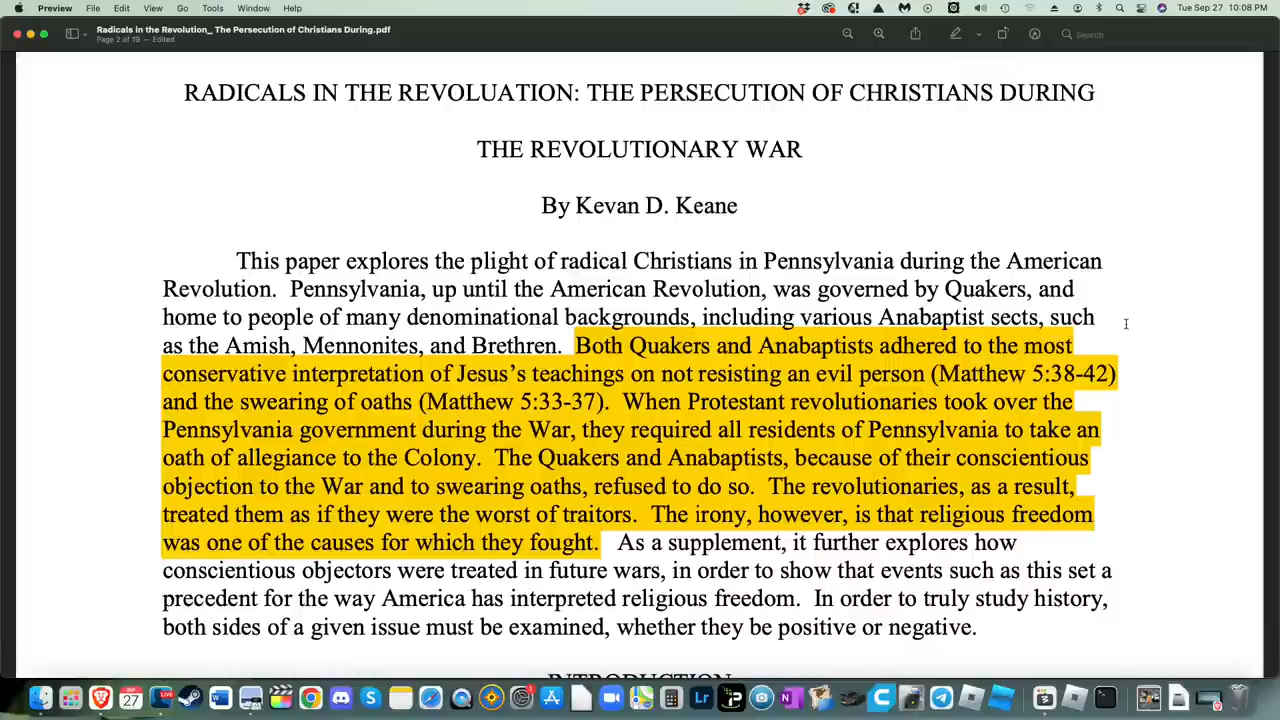 Preview File Edit View Go Tools Window Help Tue Sep 27 10:08 PM
Radicals in the Revolution_ The Persecution of Christians During.pdf
Page 2 of 19 — Edited
Search
RADICALS IN THE REVOLUATION: THE PERSECUTION OF CHRISTIANS DURING
THE REVOLUTIONARY WAR
By Kevan D. Keane
This paper explores the plight of radical Christians in Pennsylvania during the American
Revolution. Pennsylvania, up until the American Revolution, was governed by Quakers, and
home to people of many denominational backgrounds, including various Anabaptist sects, such
as the Amish, Mennonites, and Brethren. Both Quakers and Anabaptists adhered to the most
conservative interpretation of Jesus’s teachings on not resisting an evil person (Matthew 5:38-42)
and the swearing of oaths (Matthew 5:33-37). When Protestant revolutionaries took over the
Pennsylvania government during the War, they required all residents of Pennsylvania to take an
oath of allegiance to the Colony. The Quakers and Anabaptists, because of their conscientious
objection to the War and to swearing oaths, refused to do so. The revolutionaries, as a result,
treated them as if they were the worst of traitors. The irony, however, is that religious freedom
was one of the causes for which they fought. As a supplement, it further explores how
conscientious objectors were treated in future wars, in order to show that events such as this set a
precedent for the way America has interpreted religious freedom. In order to truly study history,
both sides of a given issue must be examined, whether they be positive or negative.
INTRODUCTION